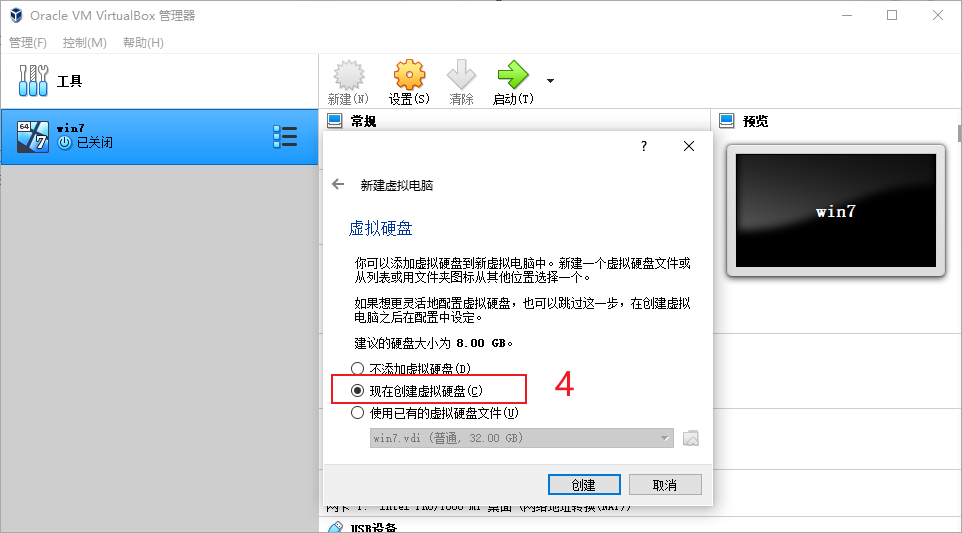 Oracle VM VirtualBox 管理器
管理(F) 控制(M) 帮助(H)
工具
新建(N) 设置(S) 清除 启动(T)
64
7
win7
已关闭
常规
预览
win7
?
新建虚拟电脑
虚拟硬盘
你可以添加虚拟硬盘到新虚拟电脑中。新建一个虚拟硬盘文件或
从列表或用文件夹图标从其他位置选择一个。
如果想更灵活地配置虚拟硬盘，也可以跳过这一步，在创建虚拟
电脑之后在配置中设定。
建议的硬盘大小为 8.00 GB。
不添加虚拟硬盘(D)
现在创建虚拟硬盘(C)
4
使用已有的虚拟硬盘文件(U)
win7.vdi (普通, 32.00 GB)
创建 取消
网卡 1: Intel PRO/1000 MT 桌面 (网络地址转换(NAT))
USB设备